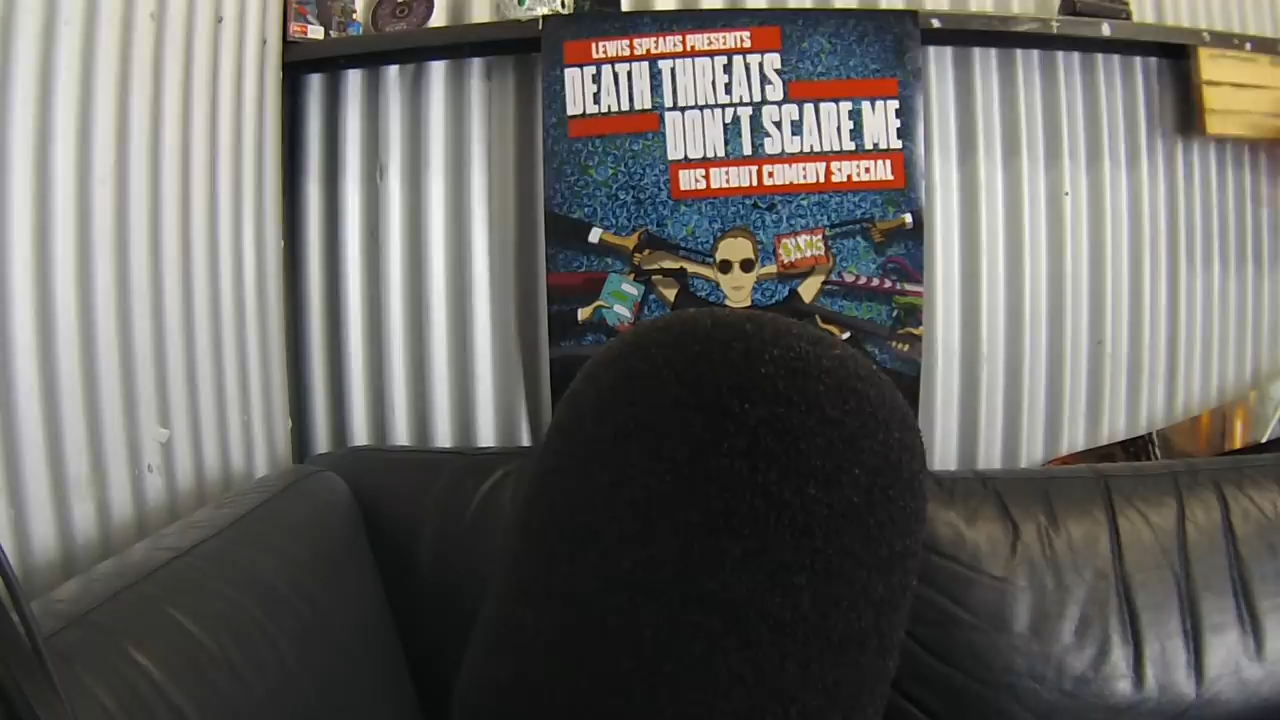 LEWIS SPEARS PRESENTS
DEATH THREATS
DON'T SCARE ME
HIS DEBUT COMEDY SPECIAL